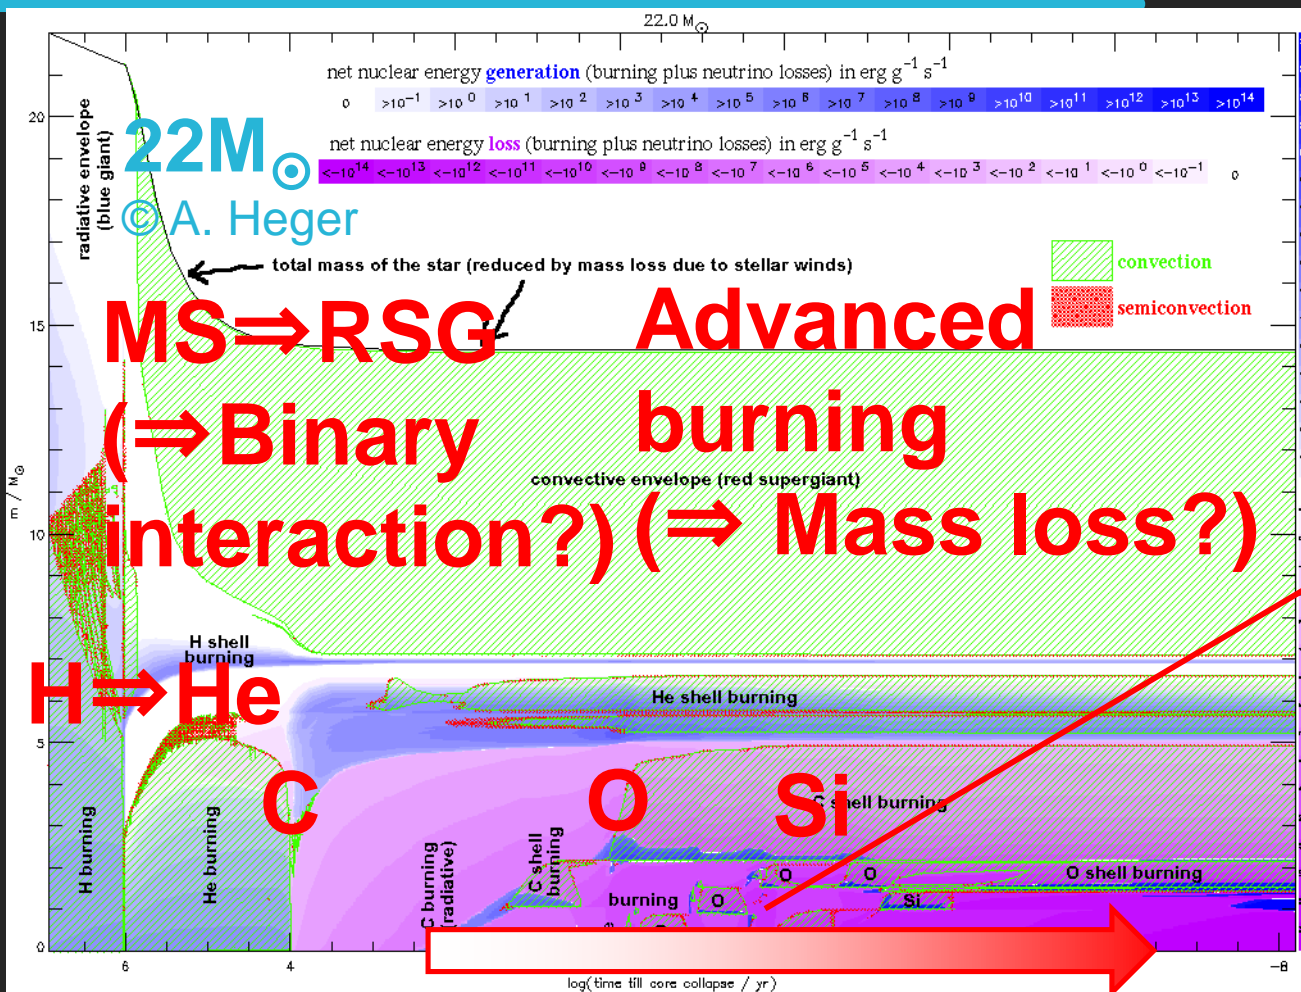 22.0 M⊙
net nuclear energy generation (burning plus neutrino losses) in erg g⁻¹ s⁻¹
0 >10⁻¹ >10⁰ >10¹ >10² >10³ >10⁴ >10⁵ >10⁶ >10⁷ >10⁸ >10⁹ >10¹⁰ >10¹¹ >10¹² >10¹³ >10¹⁴
net nuclear energy loss (burning plus neutrino losses) in erg g⁻¹ s⁻¹
<−10¹⁴ <−10¹³ <−10¹² <−10¹¹ <−10¹⁰ <−10⁹ <−10⁸ <−10⁷ <−10⁶ <−10⁵ <−10⁴ <−10³ <−10² <−10¹ <−10⁰ <−10⁻¹ 0
20
radiative envelope
(blue giant)
22M⊙
© A. Heger
total mass of the star (reduced by mass loss due to stellar winds)
convection
semiconvection
15
MS⇒RSG
(⇒Binary
interaction?)
Advanced
burning
(⇒ Mass loss?)
convective envelope (red supergiant)
m / M⊙
10
H shell
burning
H⇒He
He shell burning
5
C
O
Si
C shell burning
H burning
He burning
C burning
(radiative)
C shell
burning
burning
O
O
O
O shell burning
Si
0
6
4
−8
log(time till core collapse / yr)